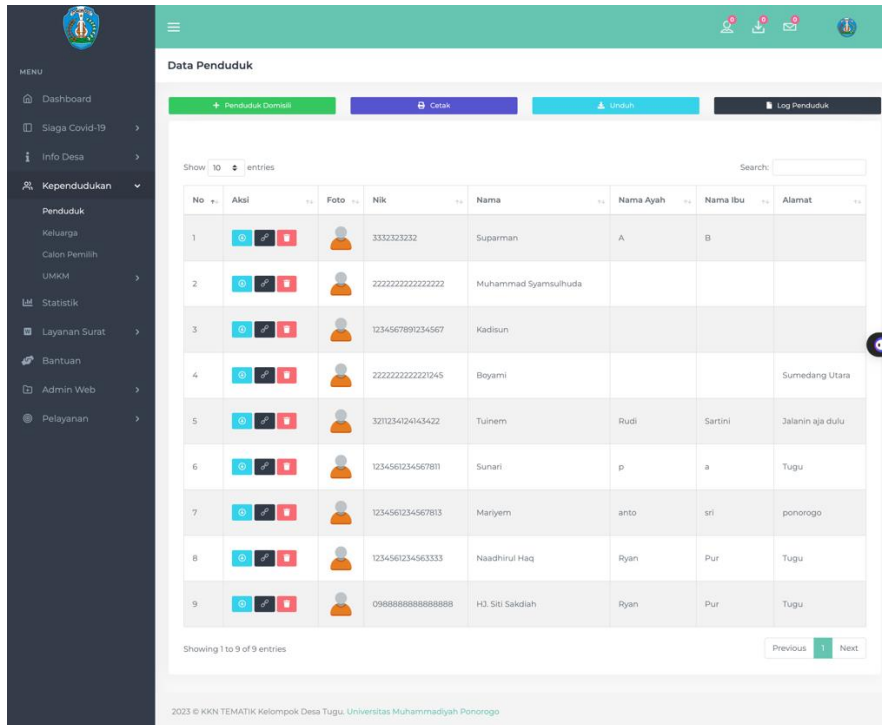 0 0 0
MENU
Dashboard
Siaga Covid-19
Info Desa
Kependudukan
Penduduk
Keluarga
Calon Pemilih
UMKM
Statistik
Layanan Surat
Bantuan
Admin Web
Pelayanan
Data Penduduk
+ Penduduk Domisili Cetak Unduh Log Penduduk
Show 10 entries Search:
No Aksi Foto Nik Nama Nama Ayah Nama Ibu Alamat
1 3332323232 Suparman A B
2 2222222222222222 Muhammad Syamsulhuda
3 1234567891234567 Kadisun
4 2222222222221245 Boyami Sumedang Utara
5 3211234124143422 Tuinem Rudi Sartini Jalanin aja dulu
6 1234561234567811 Sunari p a Tugu
7 1234561234567813 Mariyem anto sri ponorogo
8 1234561234563333 Naadhirul Haq Ryan Pur Tugu
9 0988888888888888 HJ. Siti Sakdiah Ryan Pur Tugu
Showing 1 to 9 of 9 entries Previous 1 Next
2023 © KKN TEMATIK Kelompok Desa Tugu. Universitas Muhammadiyah Ponorogo